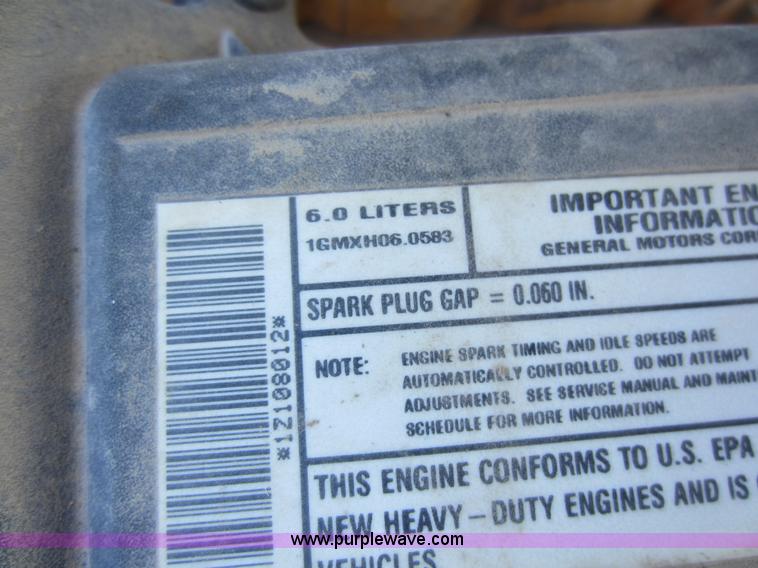 6.0 LITERS
1GMXH06.0583
IMPORTANT EN
INFORMATIO
GENERAL MOTORS COR
SPARK PLUG GAP = 0.060 IN.
NOTE: ENGINE SPARK TIMING AND IDLE SPEEDS ARE
AUTOMATICALLY CONTROLLED. DO NOT ATTEMPT
ADJUSTMENTS. SEE SERVICE MANUAL AND MAINT
SCHEDULE FOR MORE INFORMATION.
THIS ENGINE CONFORMS TO U.S. EPA
NEW HEAVY-DUTY ENGINES AND IS
VEHICLES
*12108012*
www.purplewave.com